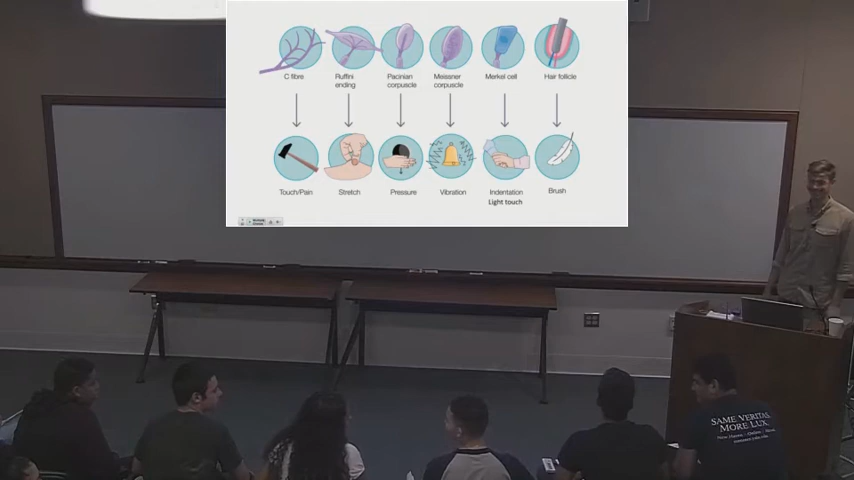 C fibre
Ruffini
ending
Pacinian
corpuscle
Meissner
corpuscle
Merkel cell
Hair follicle
Touch/Pain
Stretch
Pressure
Vibration
Indentation
Light touch
Brush
SAME VERITAS,
MORE LUX.